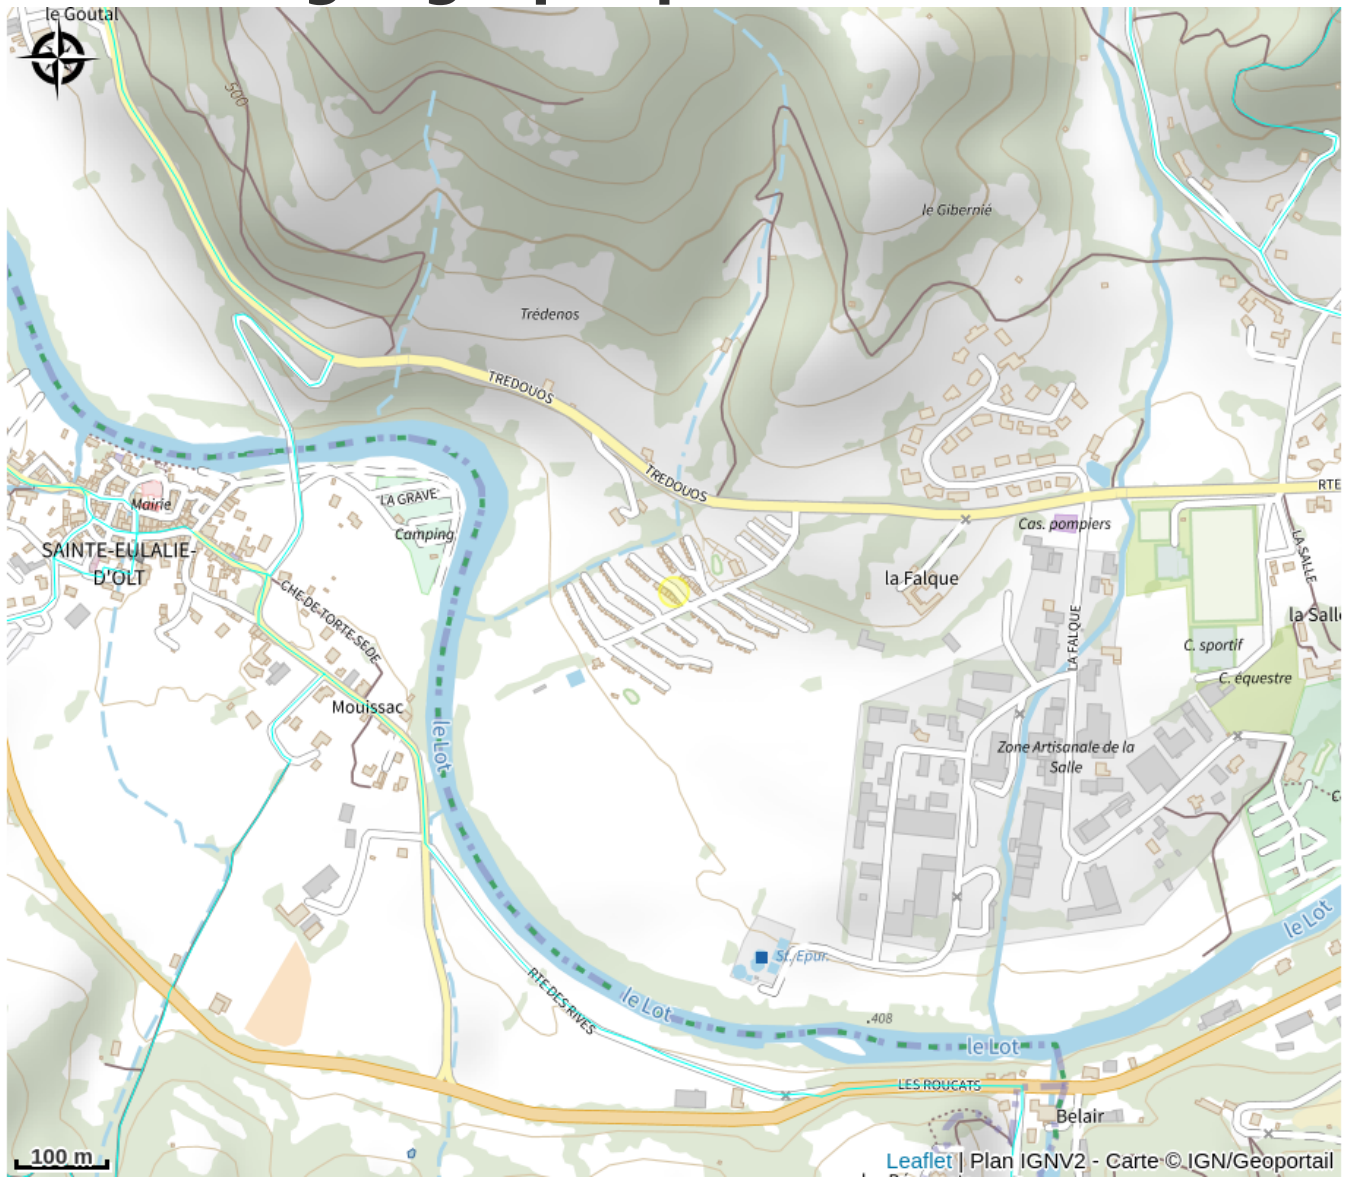 le Goutal
500
le Gibernié
Trédenos
TREDOUOS
TREDOUOS
RTE
LA GRAVE
Mairie
Camping
Cas. pompiers
SAINTE-EULALIE-
D'OLT
la Falque
LA SALLE
CHE-DE-TORTE-SEDE
LA FALQUE
la Sall
C. sportif
C. équestre
Mouissac
le Lot
Zone Artisanale de la
Salle
le Lot
St. Epur.
RTE DES RIVES
le Lot
408
le Lot
LES ROUCATS
Belair
100 m
Leaflet | Plan IGNV2 - Carte © IGN/Geoportail